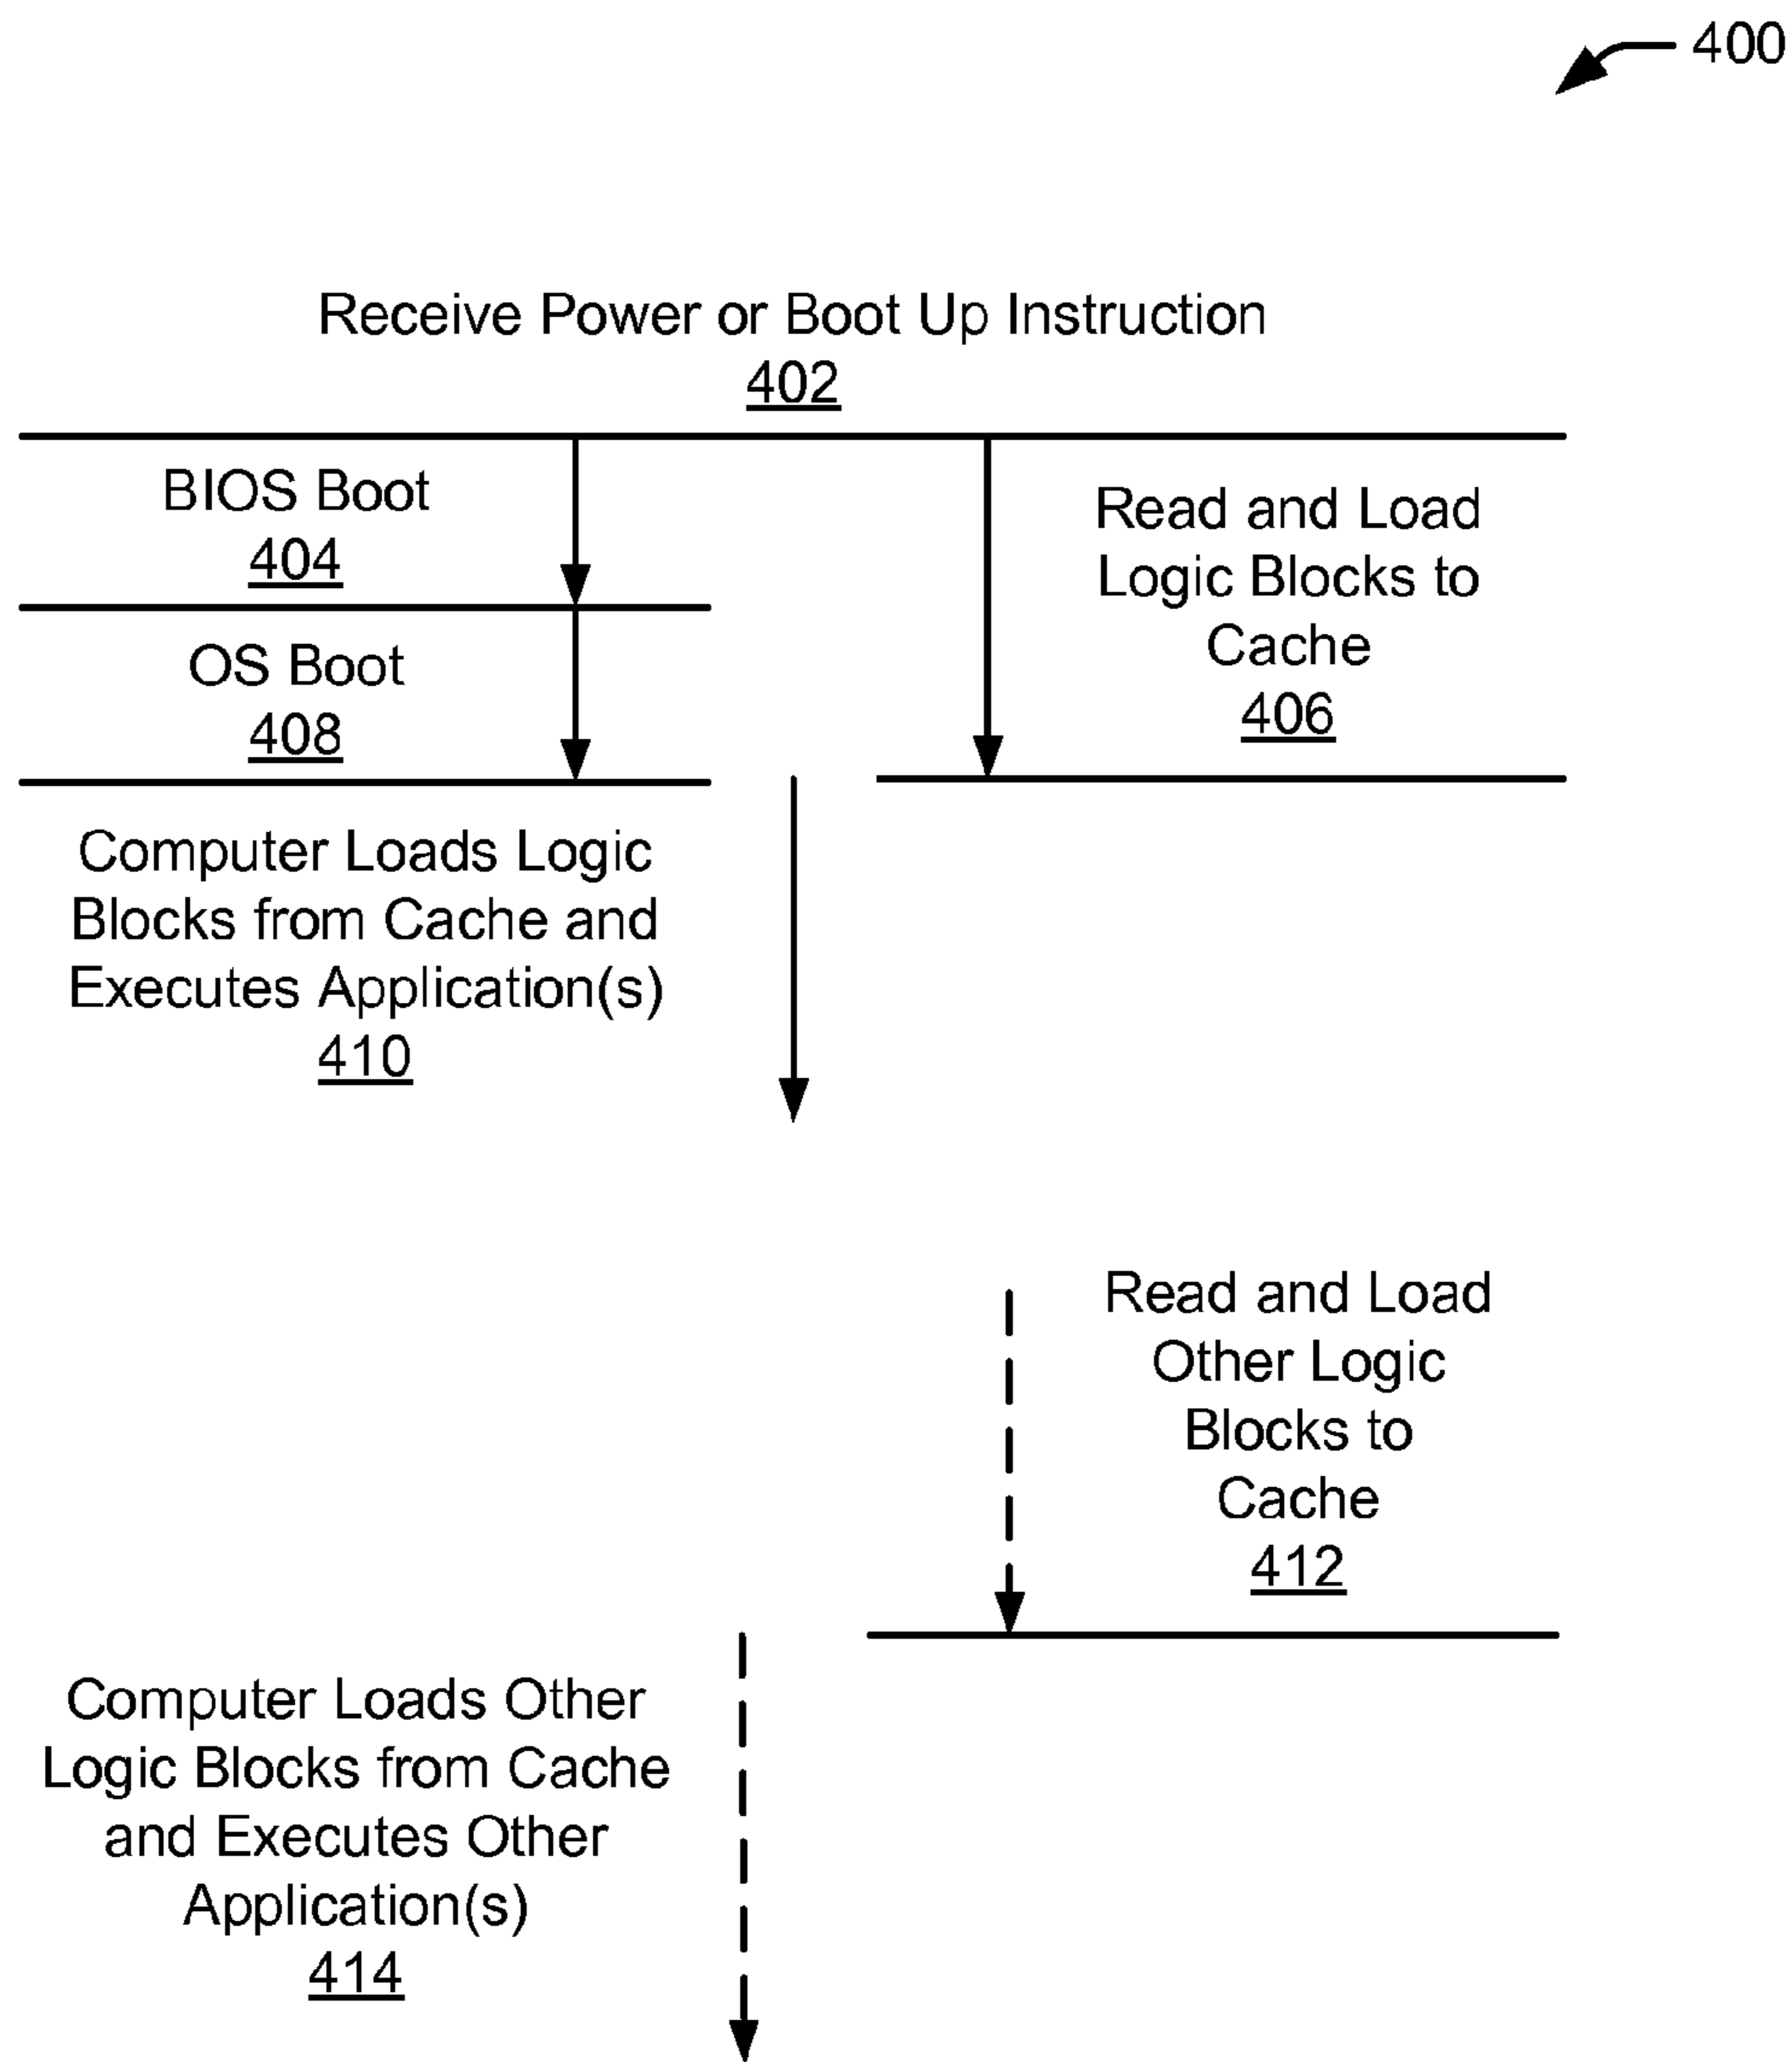 400
Receive Power or Boot Up Instruction
402
BIOS Boot
404
OS Boot
408
Read and Load
Logic Blocks to
Cache
406
Computer Loads Logic
Blocks from Cache and
Executes Application(s)
410
Read and Load
Other Logic
Blocks to
Cache
412
Computer Loads Other
Logic Blocks from Cache
and Executes Other
Application(s)
414